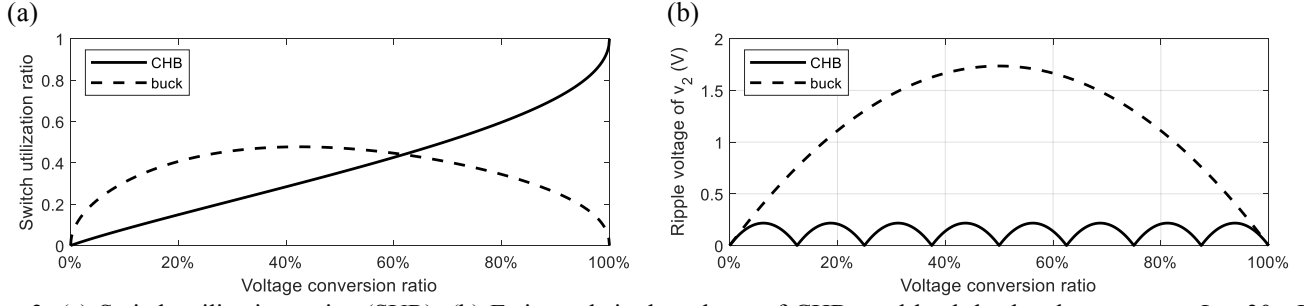 (a)
1
0.8
0.6
0.4
0.2
0
Switch utilization ratio
CHB
buck
0% 20% 40% 60% 80% 100%
Voltage conversion ratio
(b)
2
1.5
1
0.5
0
Ripple voltage of v2 (V)
CHB
buck
0% 20% 40% 60% 80% 100%
Voltage conversion ratio